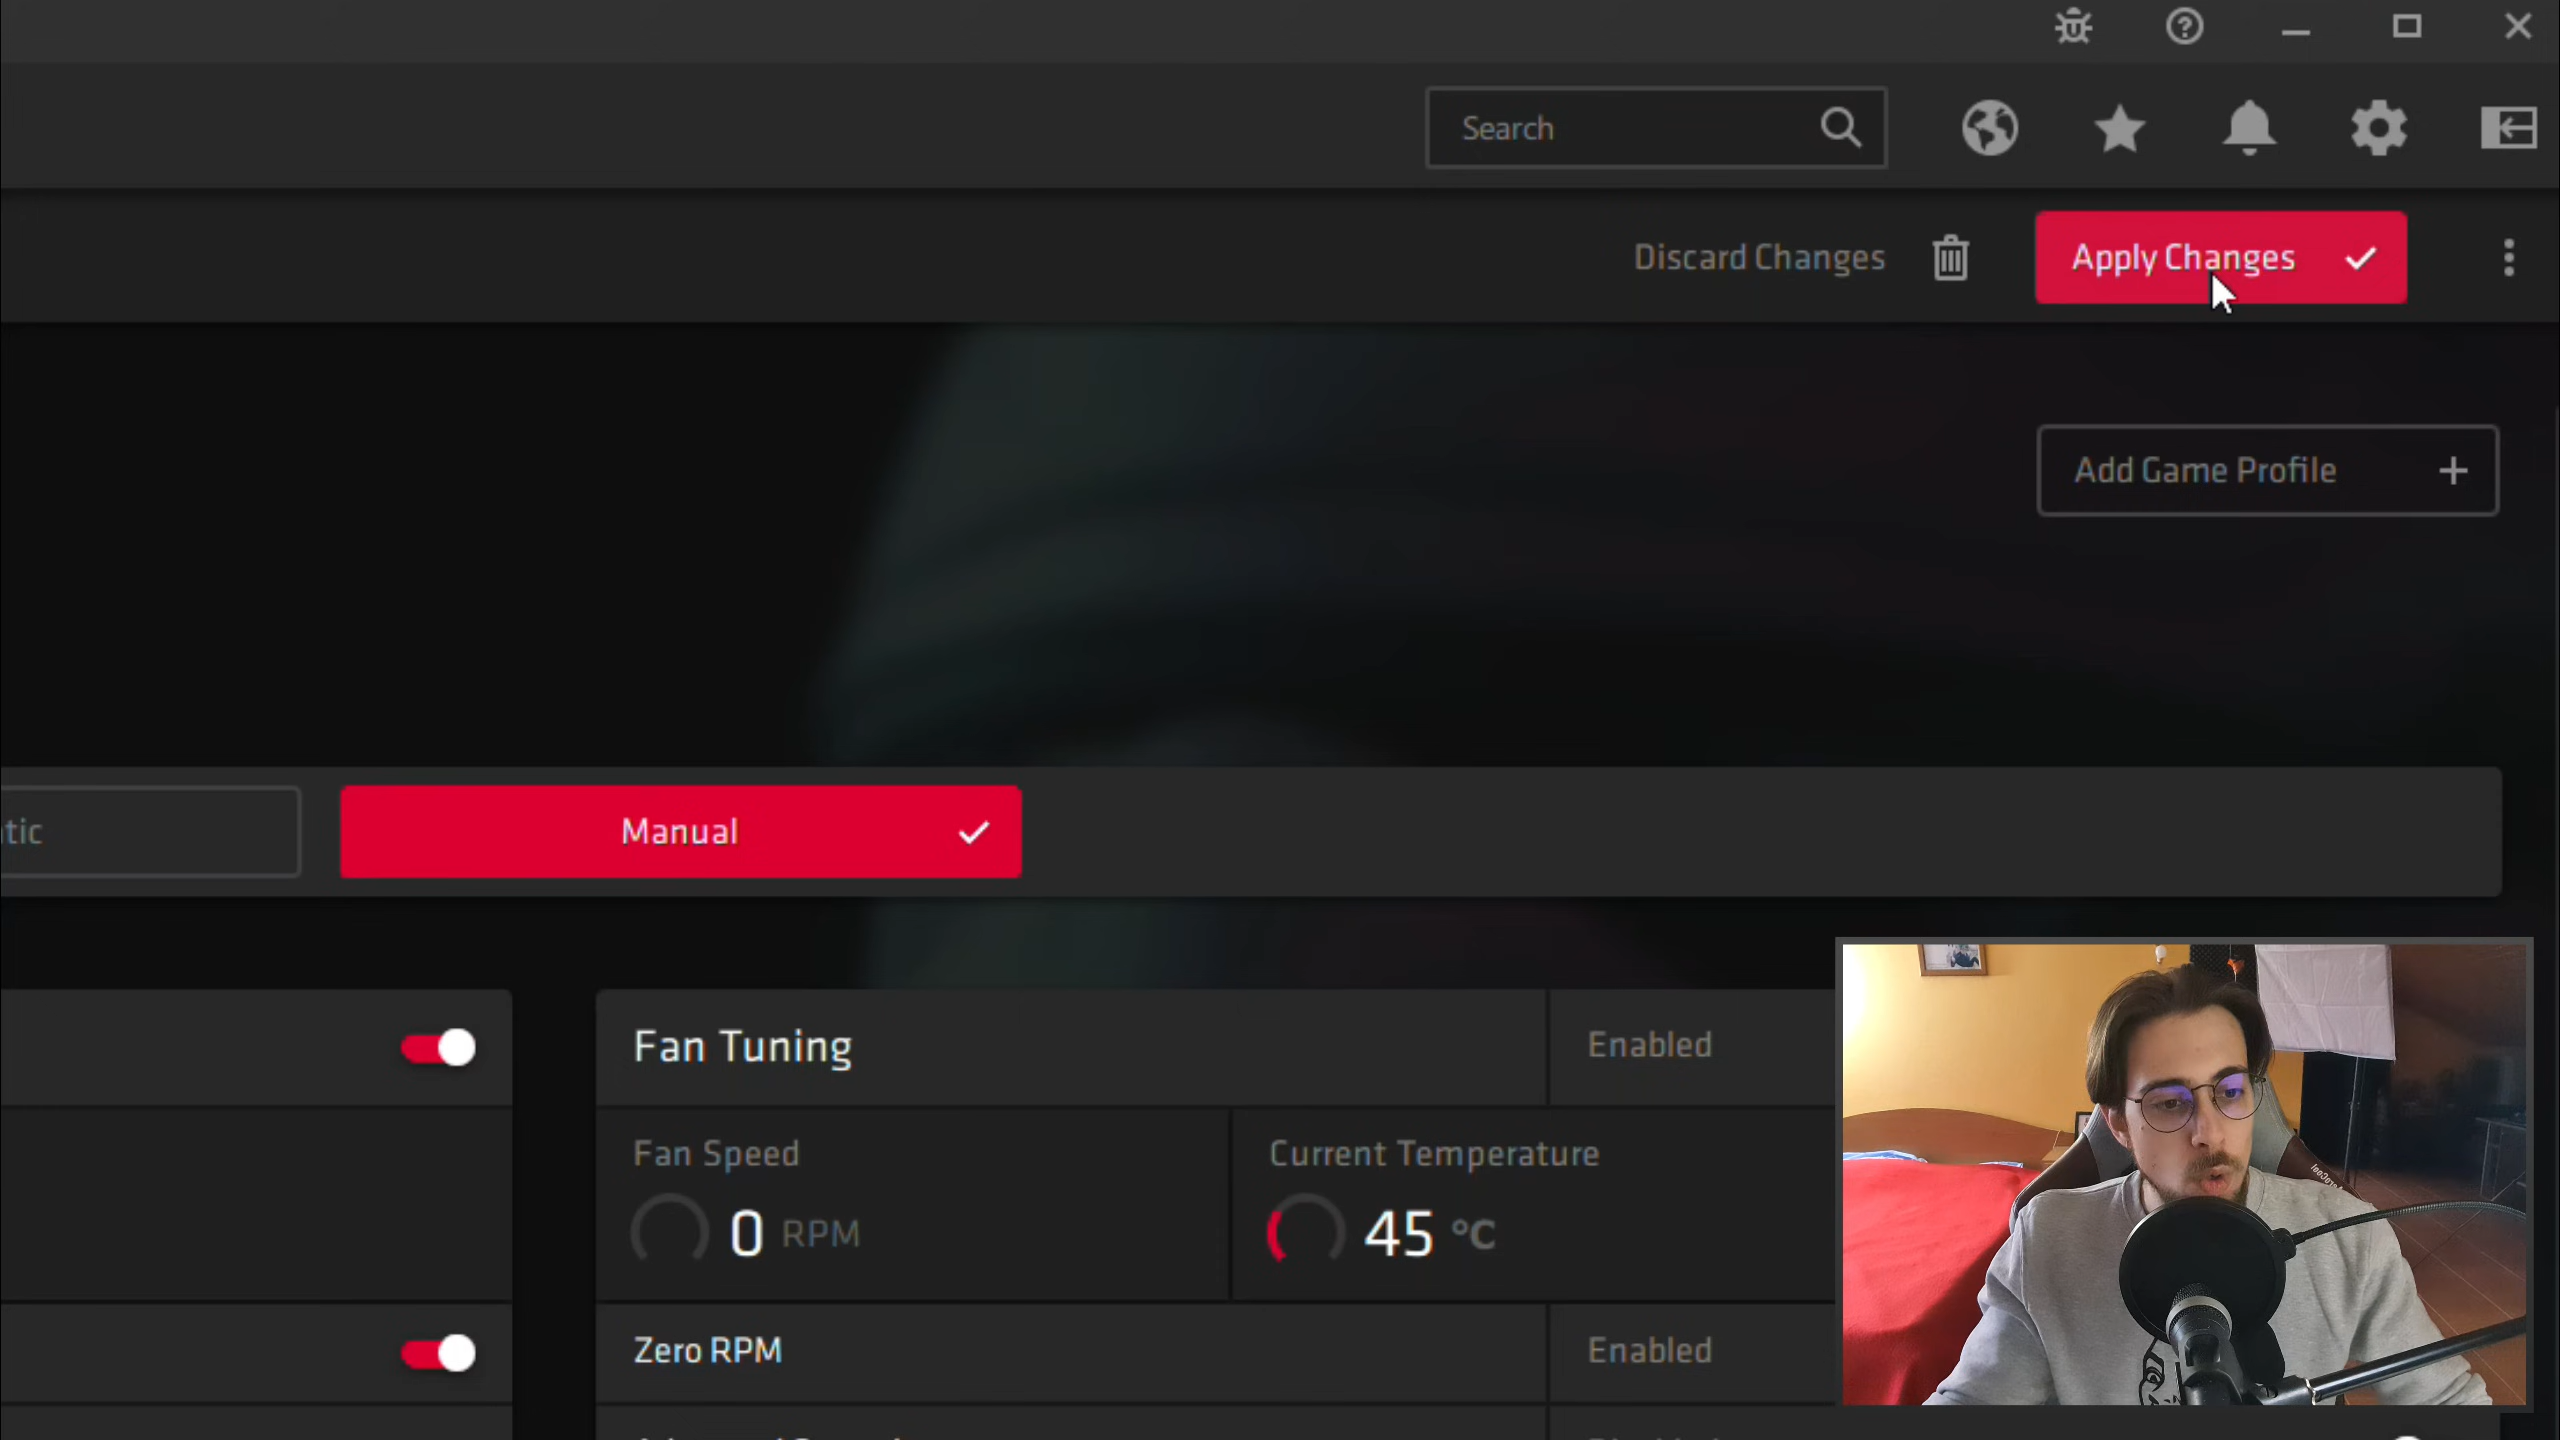 Search
Discard Changes
Apply Changes
Add Game Profile
tic
Manual
Fan Tuning
Enabled
Fan Speed
Current Temperature
0 RPM
45 °C
Zero RPM
Enabled